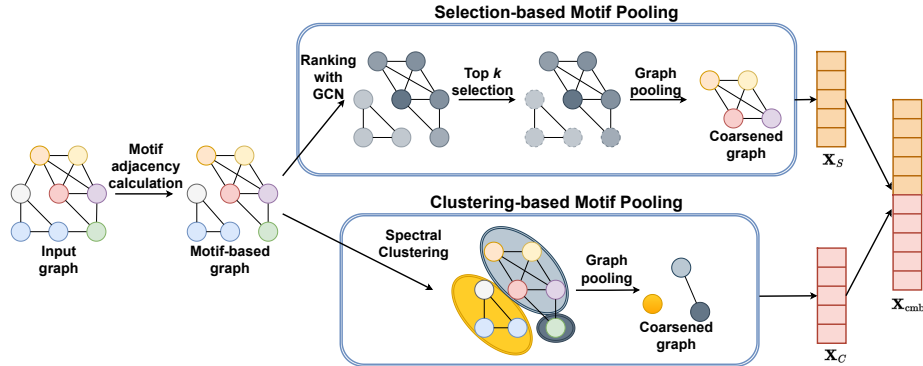 Selection-based Motif Pooling
Ranking
with
GCN
Top k
selection
Graph
pooling
Coarsened
graph
Motif
adjacency
calculation
Input
graph
Motif-based
graph
Clustering-based Motif Pooling
Spectral
Clustering
Graph
pooling
Coarsened
graph
x_S
x_C
x_cmb